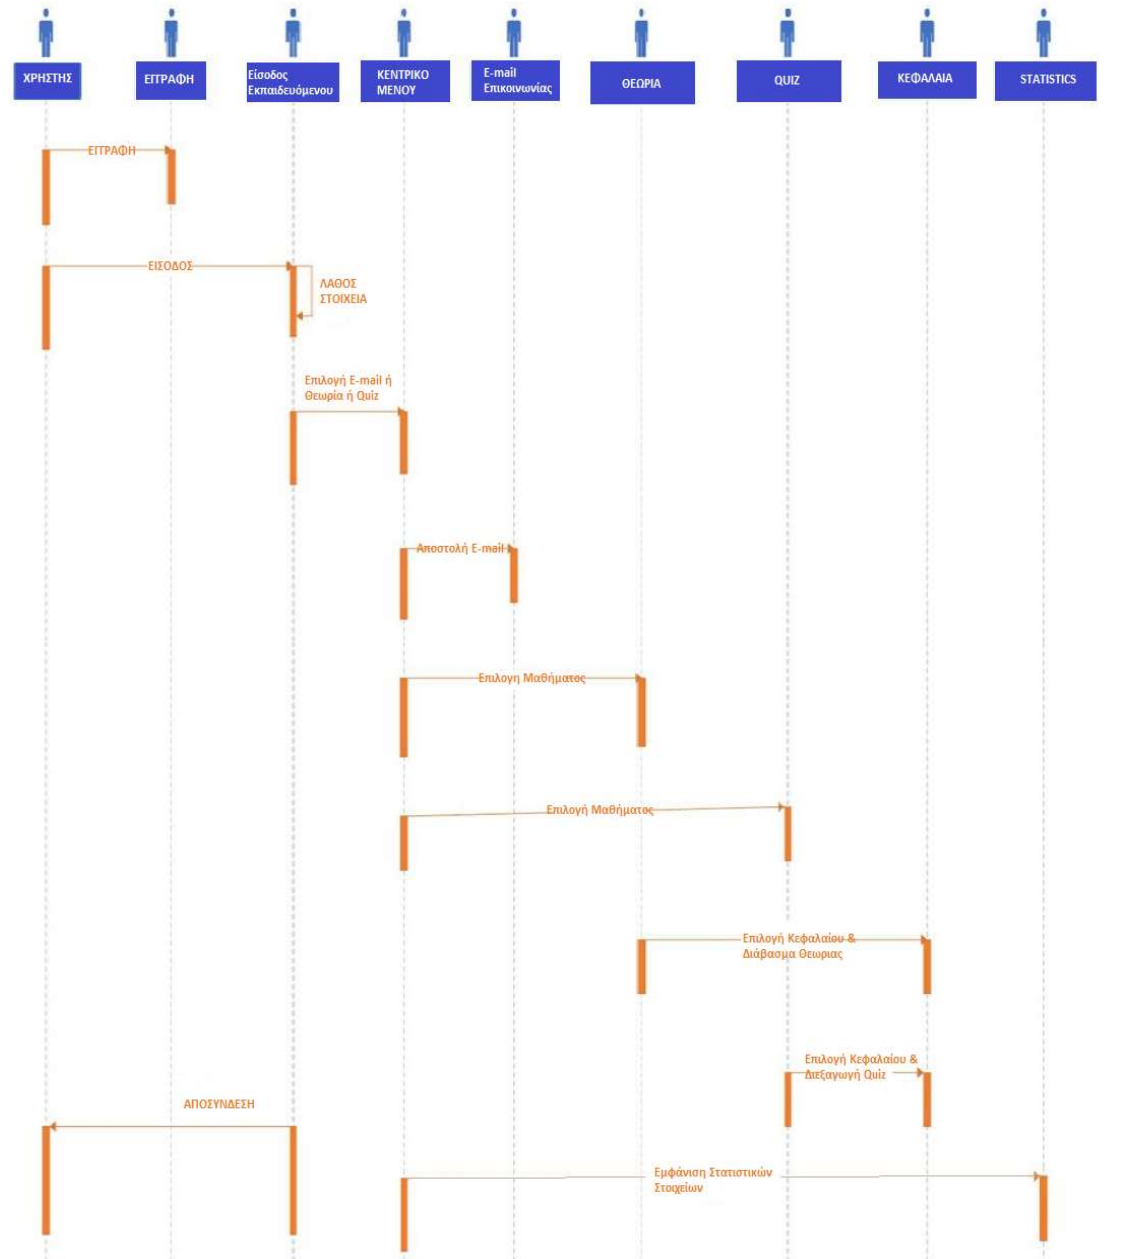 ΧΡΗΣΤΗΣ
ΕΓΓΡΑΦΗ
Είσοδος
Εκπαιδευόμενου
ΚΕΝΤΡΙΚΟ
ΜΕΝΟΥ
E-mail
Επικοινωνίας
ΘΕΩΡΙΑ
QUIZ
ΚΕΦΑΛΑΙΑ
STATISTICS
ΕΓΓΡΑΦΗ
ΕΙΣΟΔΟΣ
ΛΑΘΟΣ
ΣΤΟΙΧΕΙΑ
Επιλογή E-mail ή
Θεωρία ή Quiz
Αποστολή E-mail
Επιλογη Μαθήματος
Επιλογή Μαθήματος
Επιλογή Κεφαλαίου &
Διάβασμα Θεωριας
Επιλογή Κεφαλαίου &
Διεξαγωγή Quiz
ΑΠΟΣΥΝΔΕΣΗ
Εμφάνιση Στατιστικών
Στοιχείων